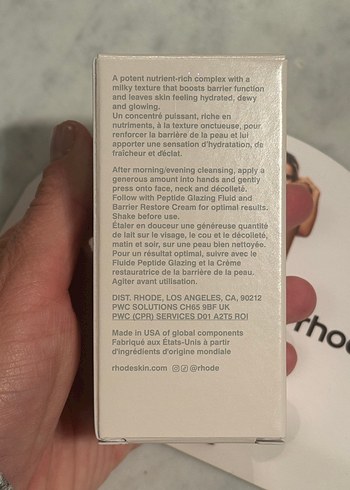 A potent nutrient-rich complex with a
milky texture that boosts barrier function
and leaves skin feeling hydrated, dewy
and glowing.
Un concentré puissant, riche en
nutriments, à la texture onctueuse, pour
renforcer la barrière de la peau et lui
apporter une sensation d'hydratation, de
fraîcheur et d'éclat.
After morning/evening cleansing, apply a
generous amount into hands and gently
press onto face, neck and décolleté.
Follow with Peptide Glazing Fluid and
Barrier Restore Cream for optimal results.
Shake before use.
Étaler en douceur une généreuse quantité
de lait sur le visage, le cou et le décolleté,
matin et soir, sur une peau bien nettoyée.
Pour un résultat optimal, suivre avec le
Fluide Peptide Glazing et la Crème
restauratrice de la barrière de la peau.
Agiter avant utilisation.
DIST. RHODE, LOS ANGELES, CA, 90212
PWC SOLUTIONS CH65 9BF UK
PWC (CPR) SERVICES D01 A2T5 ROI
Made in USA of global components
Fabriqué aux États-Unis à partir
d'ingrédients d'origine mondiale
rhodeskin.com @rhode
rhode